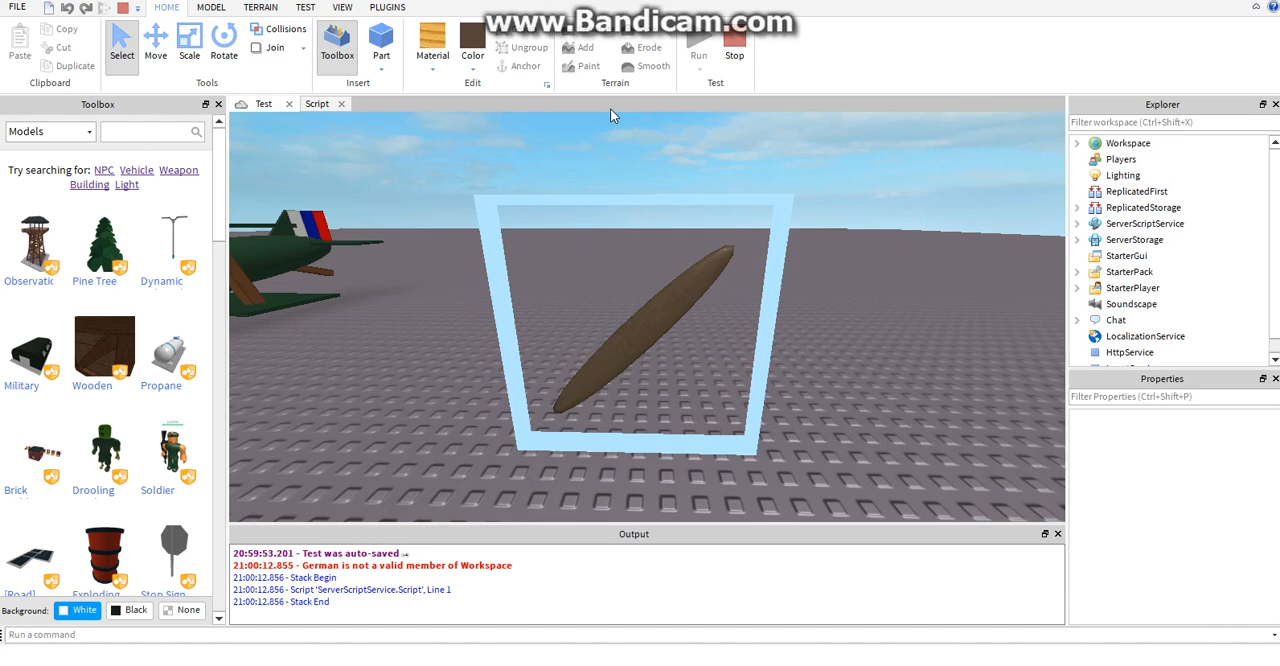 www.Bandicam.com
FILE HOME MODEL TERRAIN TEST VIEW PLUGINS
Paste Copy Cut Duplicate
Select Move Scale Rotate Collisions Join
Toolbox Part
Material Color Ungroup Anchor
Add Erode Paint Smooth
Run Stop
Clipboard Tools Insert Edit Terrain Test
Toolbox
Test Script
Explorer
Models
Filter workspace (Ctrl+Shift+X)
Try searching for: NPC Vehicle Weapon
Building Light
Observatic Pine Tree Dynamic
Military Wooden Propane
Brick Drooling Soldier
[Road] Exploding Stop Sign
Background: White Black None
Workspace
Players
Lighting
ReplicatedFirst
ReplicatedStorage
ServerScriptService
ServerStorage
StarterGui
StarterPack
StarterPlayer
Soundscape
Chat
LocalizationService
HttpService
Properties
Filter Properties (Ctrl+Shift+P)
Output
20:59:53.201 - Test was auto-saved
21:00:12.855 - German is not a valid member of Workspace
21:00:12.856 - Stack Begin
21:00:12.856 - Script 'ServerScriptService.Script', Line 1
21:00:12.856 - Stack End
Run a command